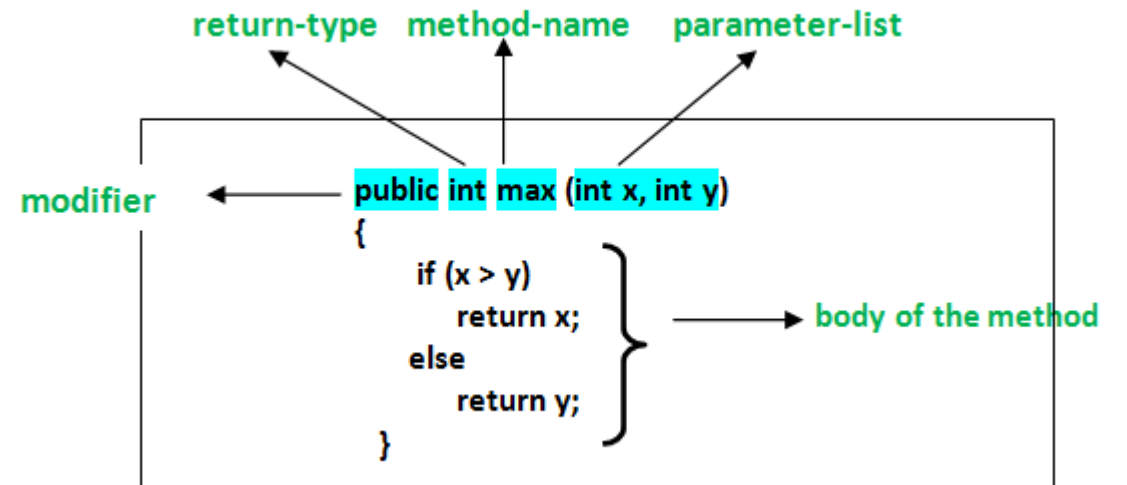 return-type method-name parameter-list
modifier
public int max (int x, int y)
{
if (x > y)
return x;
else
return y;
}
body of the method